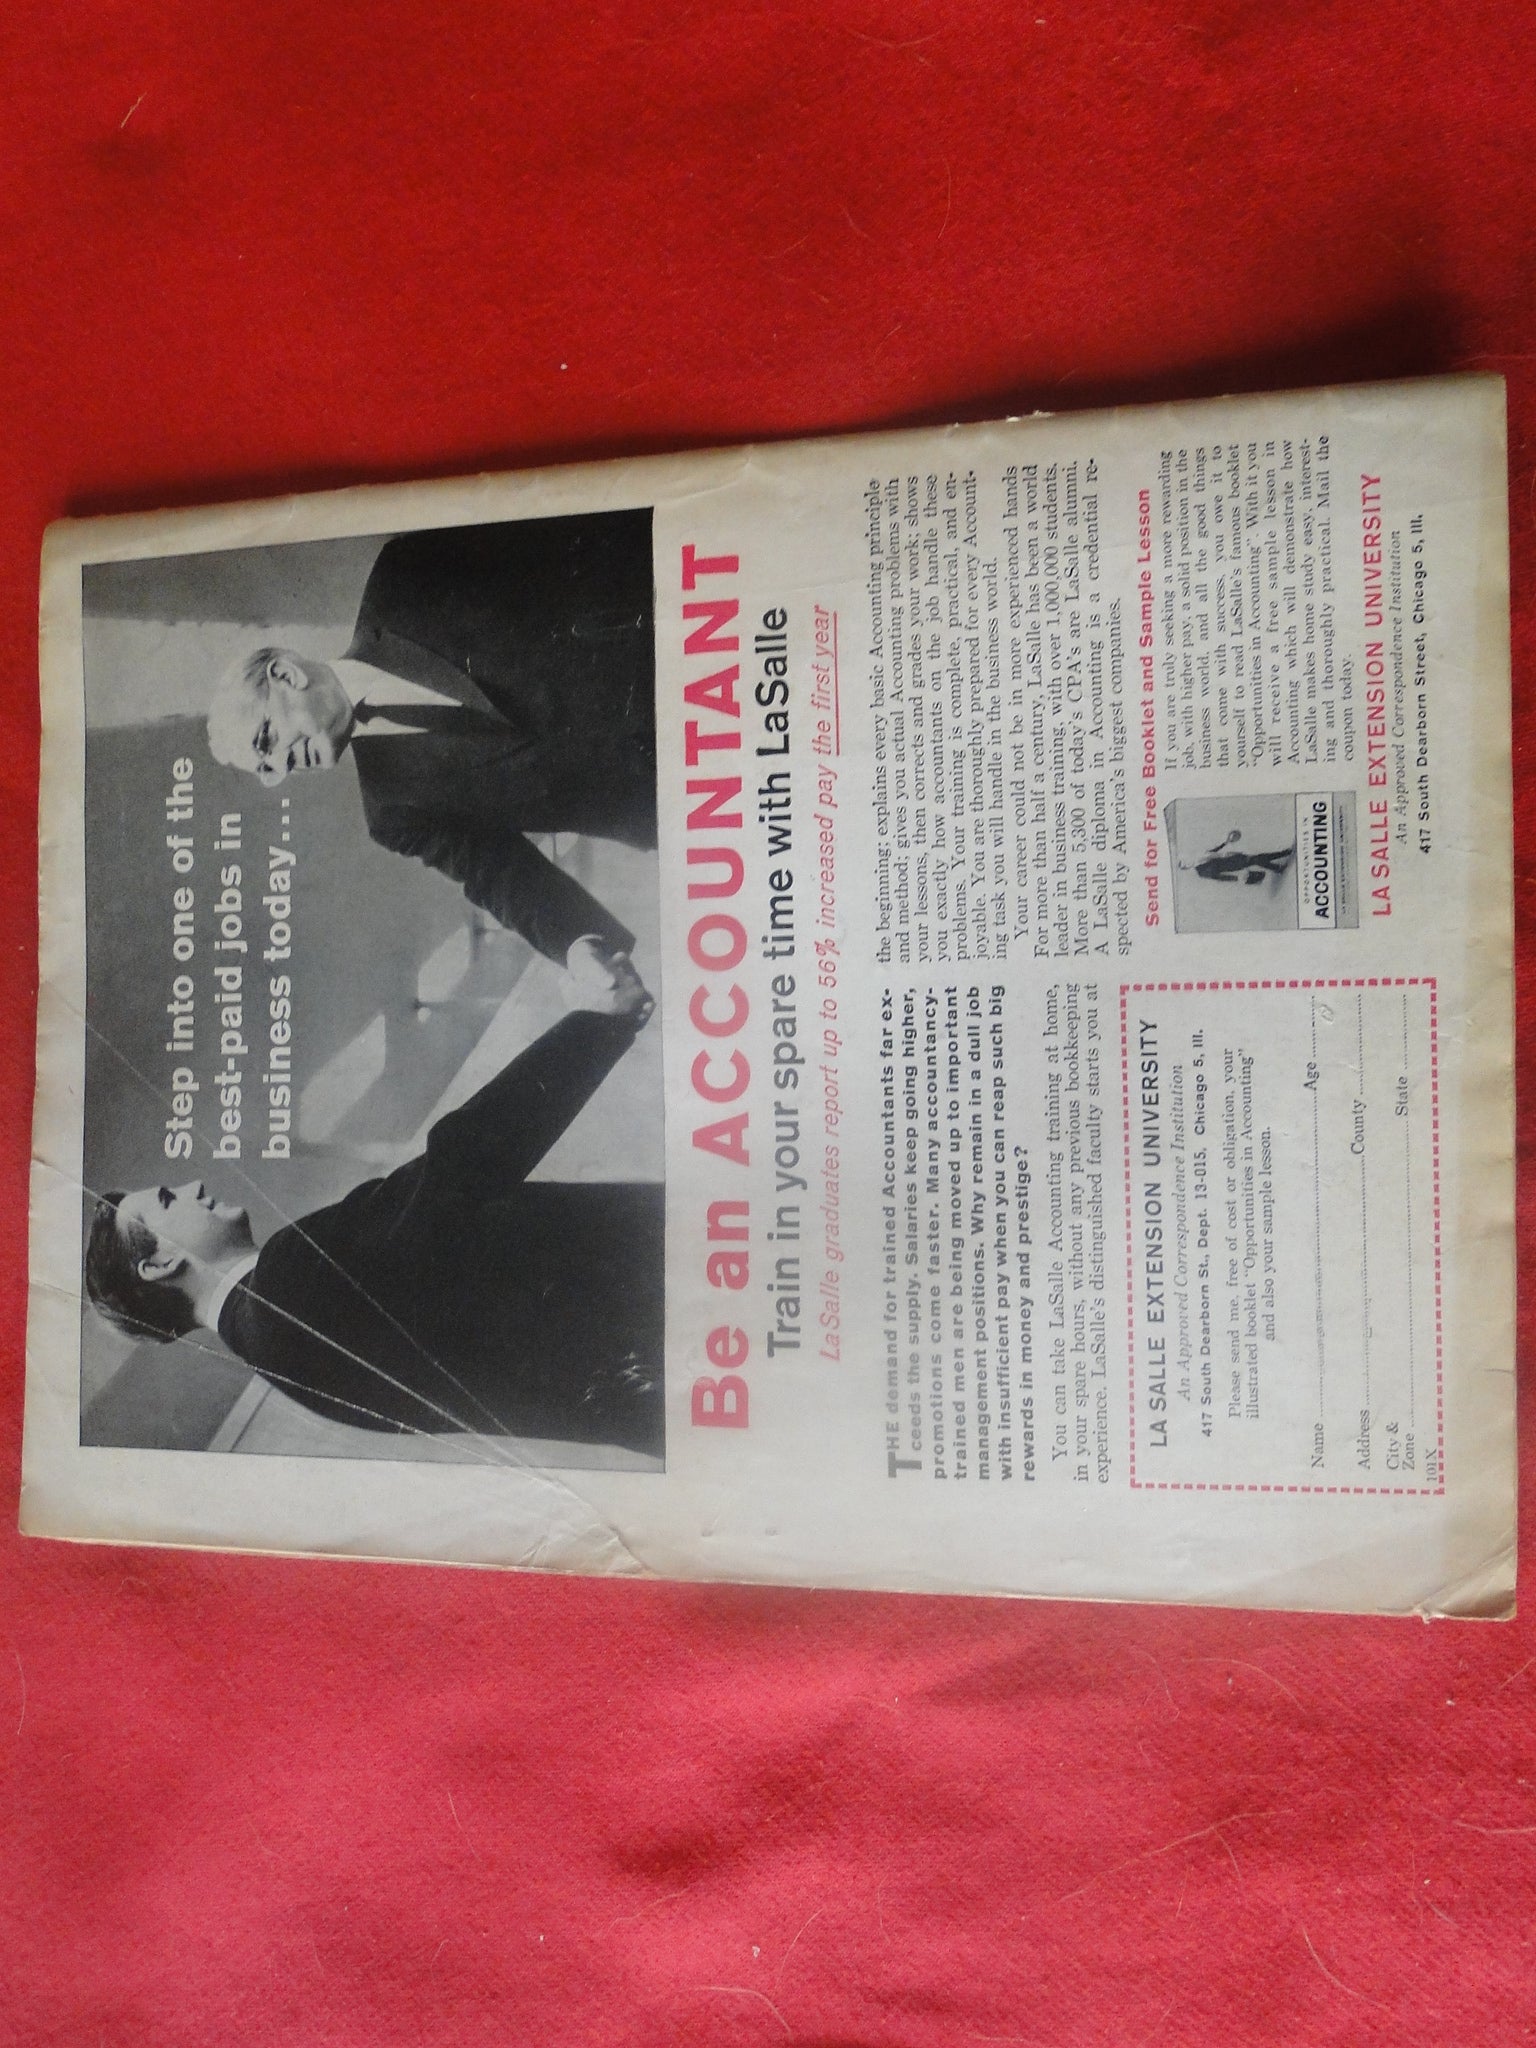 Step into one of the
best-paid jobs in
business today...
Be an ACCOUNTANT
Train in your spare time with LaSalle
LaSalle graduates report up to 56% increased pay the first year
THE demand for trained Accountants far ex-
ceeds the supply. Salaries keep going higher,
promotions come faster. Many accountancy-
trained men are being moved up to important
management positions. Why remain in a dull job
with insufficient pay when you can reap such big
rewards in money and prestige?
You can take LaSalle Accounting training at home,
in your spare hours, without any previous bookkeeping
experience. LaSalle's distinguished faculty starts you at
the beginning; explains every basic Accounting principle
and method; gives you actual Accounting problems with
your lessons, then corrects and grades your work; shows
you exactly how accountants on the job handle these
problems. Your training is complete, practical, and en-
joyable. You are thoroughly prepared for every Account-
ing task you will handle in the business world.
Your career could not be in more experienced hands
For more than half a century, LaSalle has been a world
leader in business training, with over 1,000,000 students.
More than 5,300 of today's CPA's are LaSalle alumni.
A LaSalle diploma in Accounting is a credential re-
spected by America's biggest companies.
Send for Free Booklet and Sample Lesson
If you are truly seeking a more rewarding
job, with higher pay, a solid position in the
business world, and all the good things
that come with success, you owe it to
yourself to read LaSalle's famous booklet
"Opportunities in Accounting". With it you
will receive a free sample lesson in
Accounting which will demonstrate how
LaSalle makes home study easy, interest-
ing and thoroughly practical. Mail the
coupon today.
OPPORTUNITIES IN
ACCOUNTING
LA SALLE EXTENSION UNIVERSITY
LA SALLE EXTENSION UNIVERSITY
An Approved Correspondence Institution
417 South Dearborn Street, Chicago 5, Ill.
LA SALLE EXTENSION UNIVERSITY
An Approved Correspondence Institution
417 South Dearborn St., Dept. 13-015, Chicago 5, Ill.
Please send me, free of cost or obligation, your
illustrated booklet "Opportunities in Accounting"
and also your sample lesson.
Name Age
Address County
City &
Zone State
101X